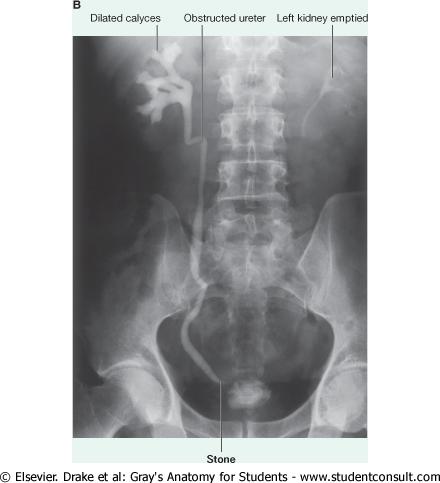 B
Dilated calyces Obstructed ureter Left kidney emptied
Stone
© Elsevier. Drake et al: Gray's Anatomy for Students - www.studentconsult.com